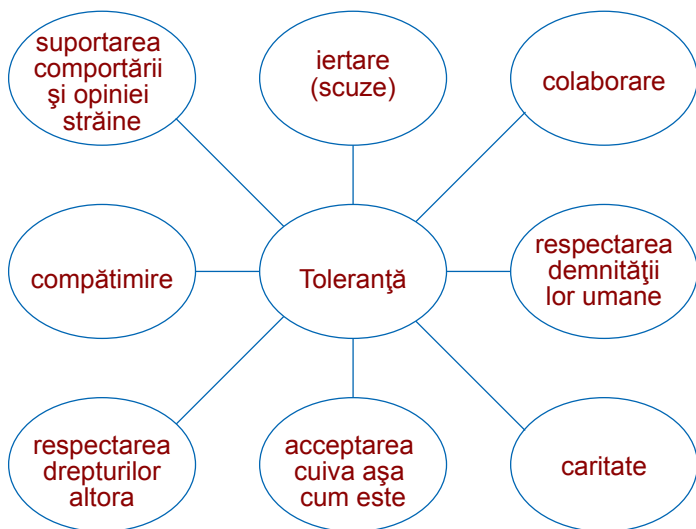 suportarea
comportării
şi opiniei
străine
iertare
(scuze)
colaborare
compătimire
Toleranţă
respectarea
demnităţii
lor umane
respectarea
drepturilor
altora
acceptarea
cuiva aşa
cum este
caritate